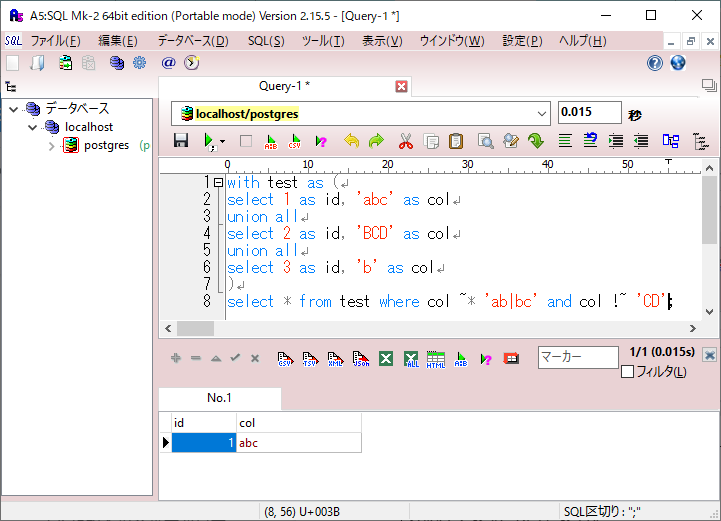 A5:SQL Mk-2 64bit edition (Portable mode) Version 2.15.5 - [Query-1 *]
SQL ファイル(F) 編集(E) データベース(D) SQL(S) ツール(T) 表示(V) ウインドウ(W) 設定(P) ヘルプ(H)
Query-1 *
データベース
localhost
postgres (p
localhost/postgres 0.015 秒
0 10 20 30 40 50
1 with test as (
2 select 1 as id, 'abc' as col
3 union all
4 select 2 as id, 'BCD' as col
5 union all
6 select 3 as id, 'b' as col
7 )
8 select * from test where col ~* 'ab|bc' and col !~ 'CD';
マーカー 1/1 (0.015s)
フィルタ(L)
No.1
id col
1 abc
(8, 56) U+003B SQL区切り : ";"